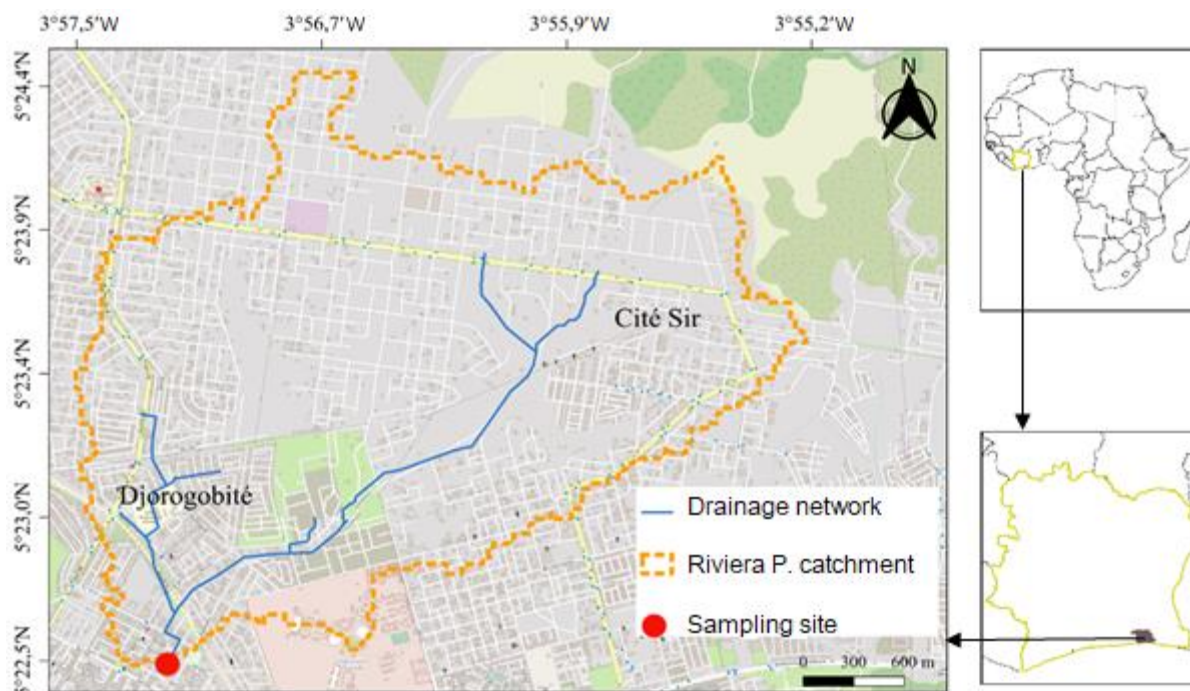 3°57,5'W 3°56,7'W 3°55,9'W 3°55,2'W
5°24,4'N
5°23,9'N
5°23,4'N
5°23,0'N
5°22,5'N
N
Cité Sir
Djorogobité
Drainage network
Riviera P. catchment
Sampling site
0 300 600 m